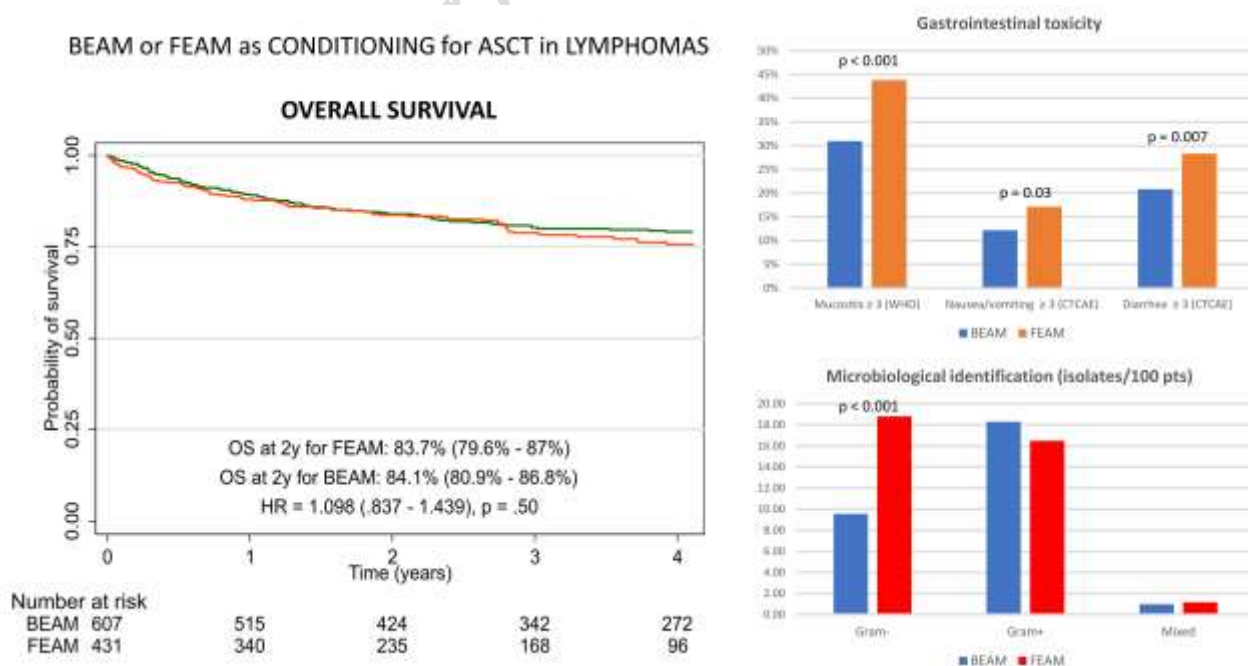 BEAM or FEAM as CONDITIONING for ASCT in LYMPHOMAS
OVERALL SURVIVAL
Probability of survival
1.00
0.75
0.50
0.25
0.00
OS at 2y for FEAM: 83.7% (79.6% - 87%)
OS at 2y for BEAM: 84.1% (80.9% - 86.8%)
HR = 1.098 (.837 - 1.439), p = .50
0 1 2 3 4
Time (years)
Number at risk
BEAM 607 515 424 342 272
FEAM 431 340 235 168 96
Gastrointestinal toxicity
50%
45%
40%
35%
30%
25%
20%
15%
10%
5%
0%
p < 0.001
p = 0.03
p = 0.007
Mucositis ≥ 3 (WHO) Nausea/vomiting ≥ 3 (CTCAE) Diarrhea ≥ 3 (CTCAE)
BEAM FEAM
Microbiological identification (isolates/100 pts)
20.00
18.00
16.00
14.00
12.00
10.00
8.00
6.00
4.00
2.00
0.00
p < 0.001
Gram- Gram+ Mixed
BEAM FEAM